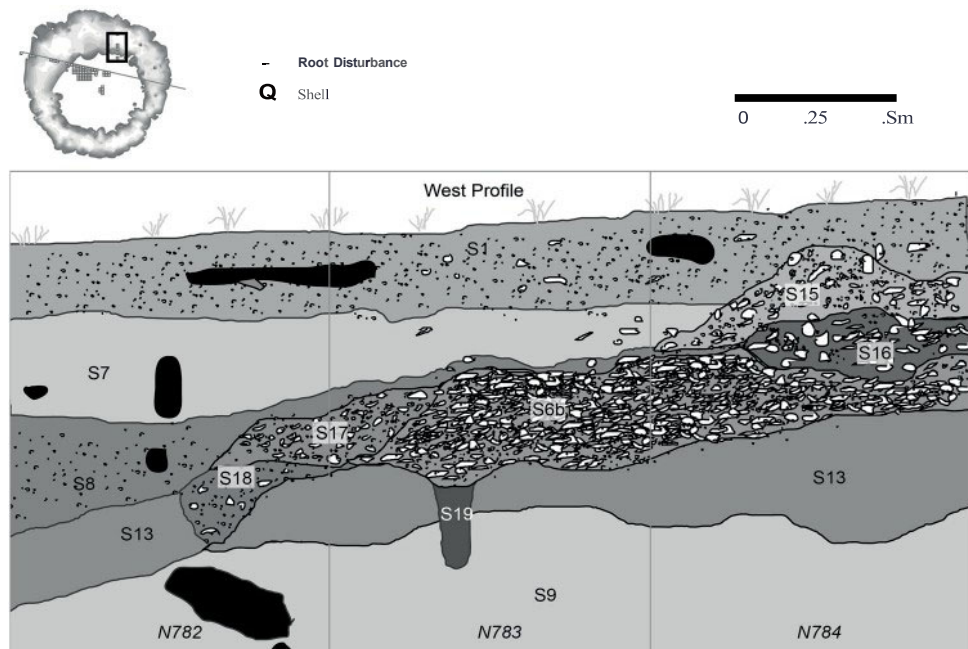 Root Disturbance
Q Shell
0 .25 .Sm
West Profile
S1
S15
S16
S7
S6b
S17
S18
S8
S13
S19
S13
S9
N782 N783 N784